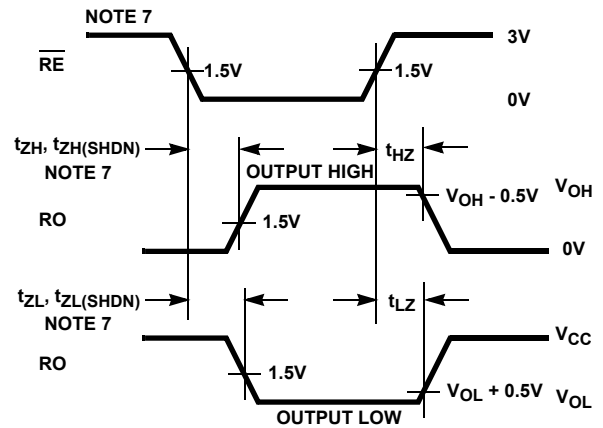 NOTE 7
RE
1.5V
1.5V
3V
0V
tZH, tZH(SHDN)
NOTE 7
OUTPUT HIGH
tHZ
RO
1.5V
VOH - 0.5V
VOH
0V
tZL, tZL(SHDN)
NOTE 7
tLZ
RO
1.5V
OUTPUT LOW
VCC
VOL + 0.5V
VOL